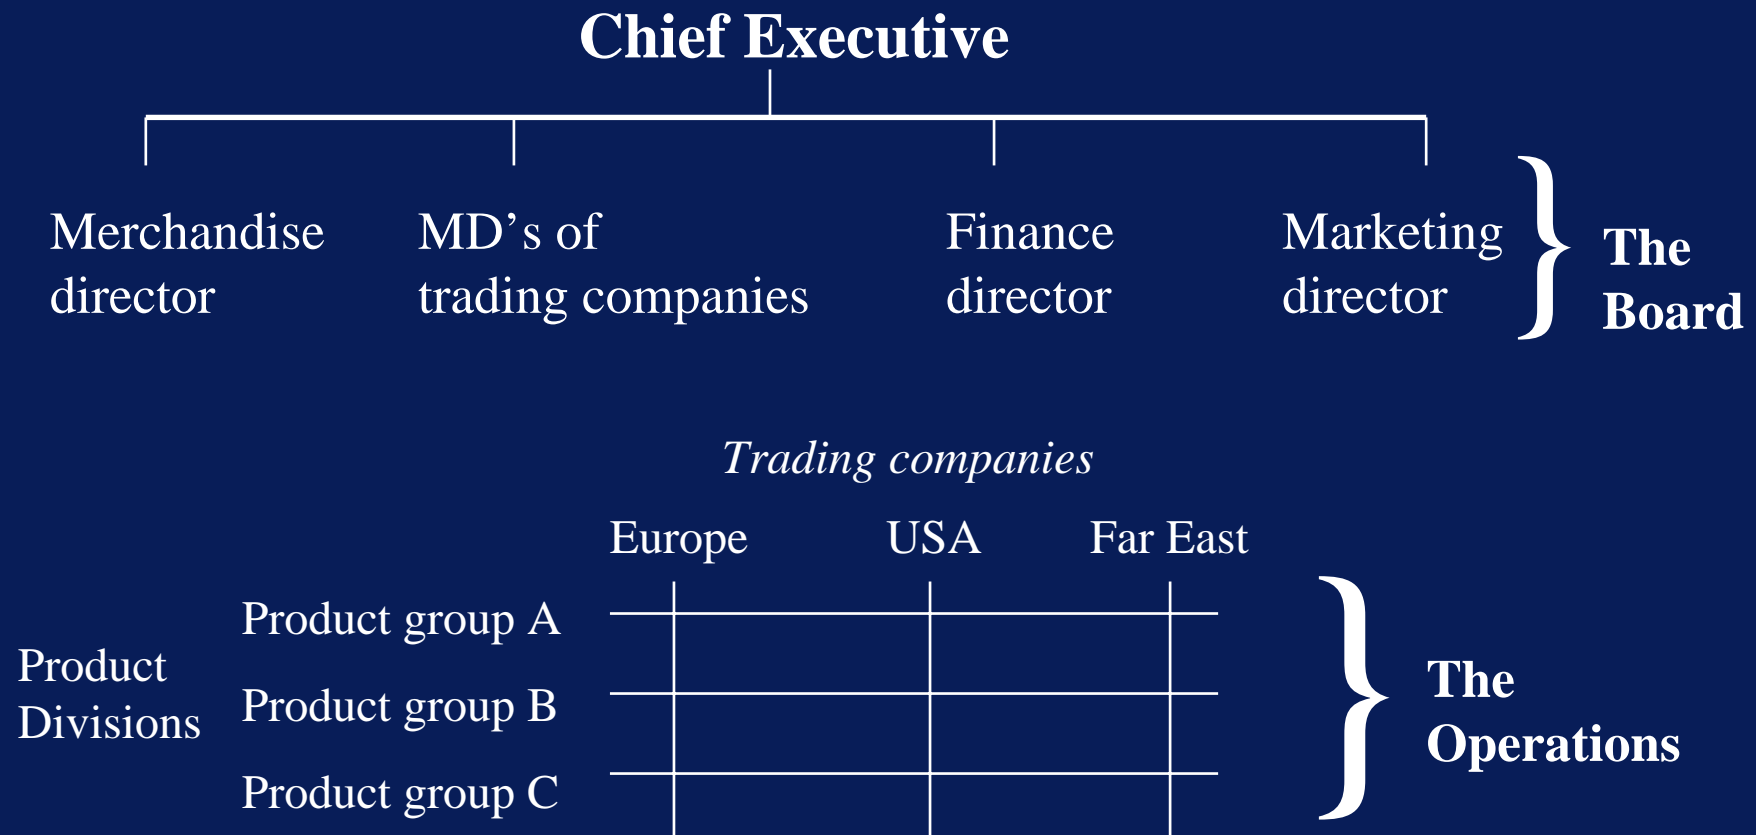 Chief Executive
Merchandise
director
MD’s of
trading companies
Finance
director
Marketing
director
The
Board
Trading companies
Europe
USA
Far East
Product
Divisions
Product group A
Product group B
Product group C
The
Operations